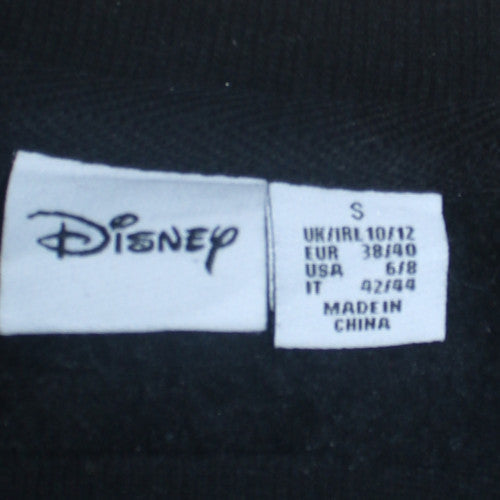 Disney
S
UK/IRL 10/12
EUR 38/40
USA 6/8
IT 42/44
MADE IN
CHINA